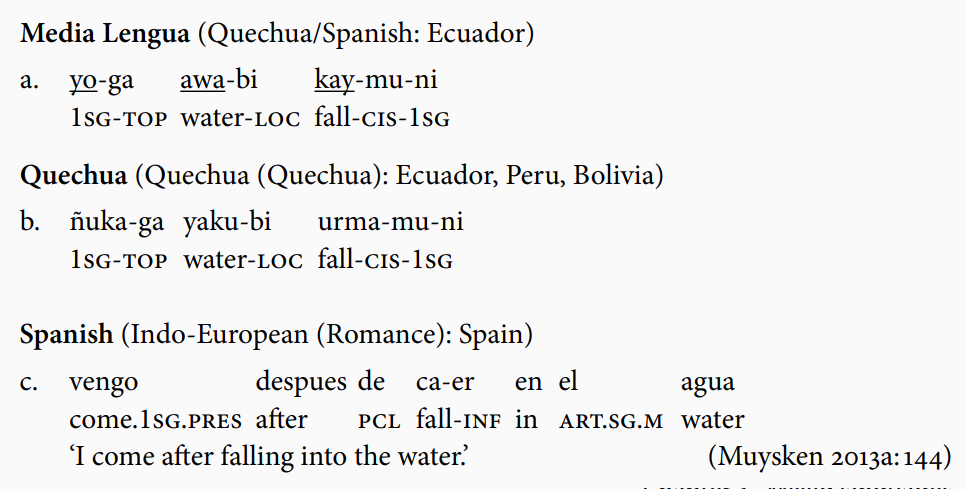 Media Lengua (Quechua/Spanish: Ecuador)
a. yo-ga awa-bi kay-mu-ni
1SG-TOP water-LOC fall-CIS-1SG
Quechua (Quechua (Quechua): Ecuador, Peru, Bolivia)
b. ñuka-ga yaku-bi urma-mu-ni
1SG-TOP water-LOC fall-CIS-1SG
Spanish (Indo-European (Romance): Spain)
c. vengo despues de ca-er en el agua
come.1SG.PRES after PCL fall-INF in ART.SG.M water
‘I come after falling into the water.’ (Muysken 2013a: 144)